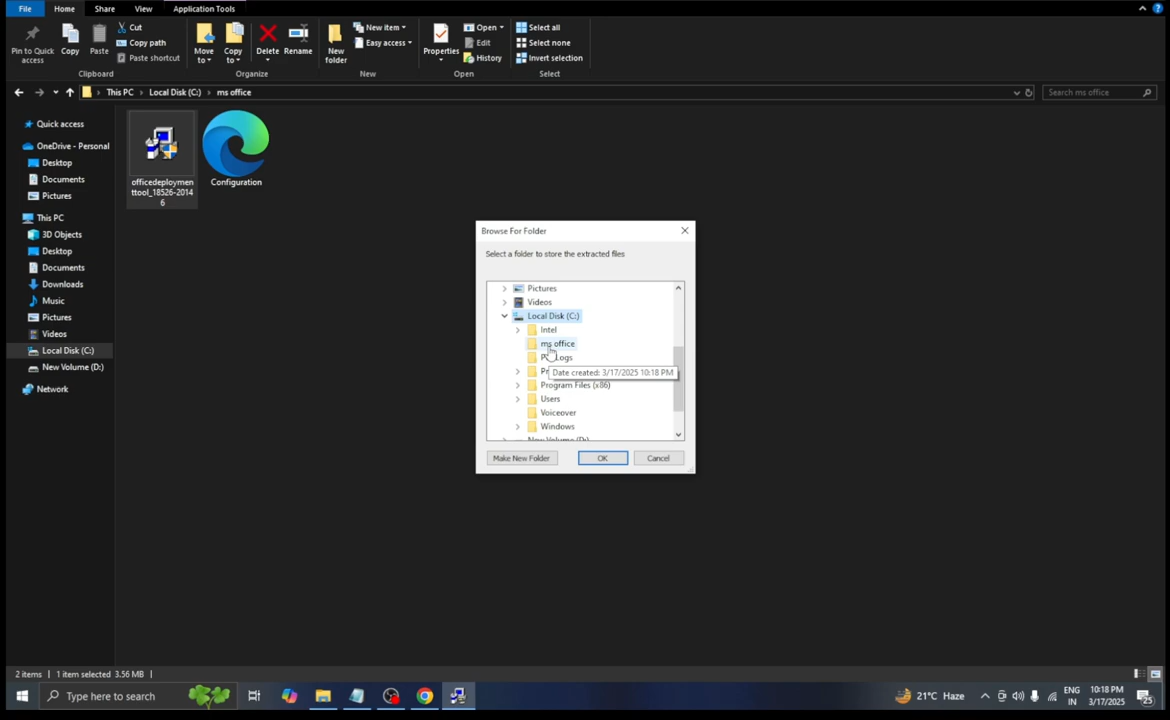 File Home Share View Application Tools
Pin to Quick access
Copy
Paste
Cut
Copy path
Paste shortcut
Clipboard
Move to
Copy to
Delete
Rename
Organize
New folder
New item
Easy access
New
Properties
Open
Edit
History
Open
Select all
Select none
Invert selection
Select
This PC > Local Disk (C:) > ms office
Search ms office
Quick access
OneDrive - Personal
Desktop
Documents
Pictures
This PC
3D Objects
Desktop
Documents
Downloads
Music
Pictures
Videos
Local Disk (C:)
New Volume (D:)
Network
officedeploymen
ttool_18526-2014
6
Configuration
Browse For Folder
Select a folder to store the extracted files
Pictures
Videos
Local Disk (C:)
Intel
ms office
Date created: 3/17/2025 10:18 PM
Program Files (x86)
Users
Voiceover
Windows
New Volume (D:)
Make New Folder OK Cancel
2 items 1 item selected 3.56 MB
Type here to search
21°C Haze
ENG
IN
10:18 PM
3/17/2025
25